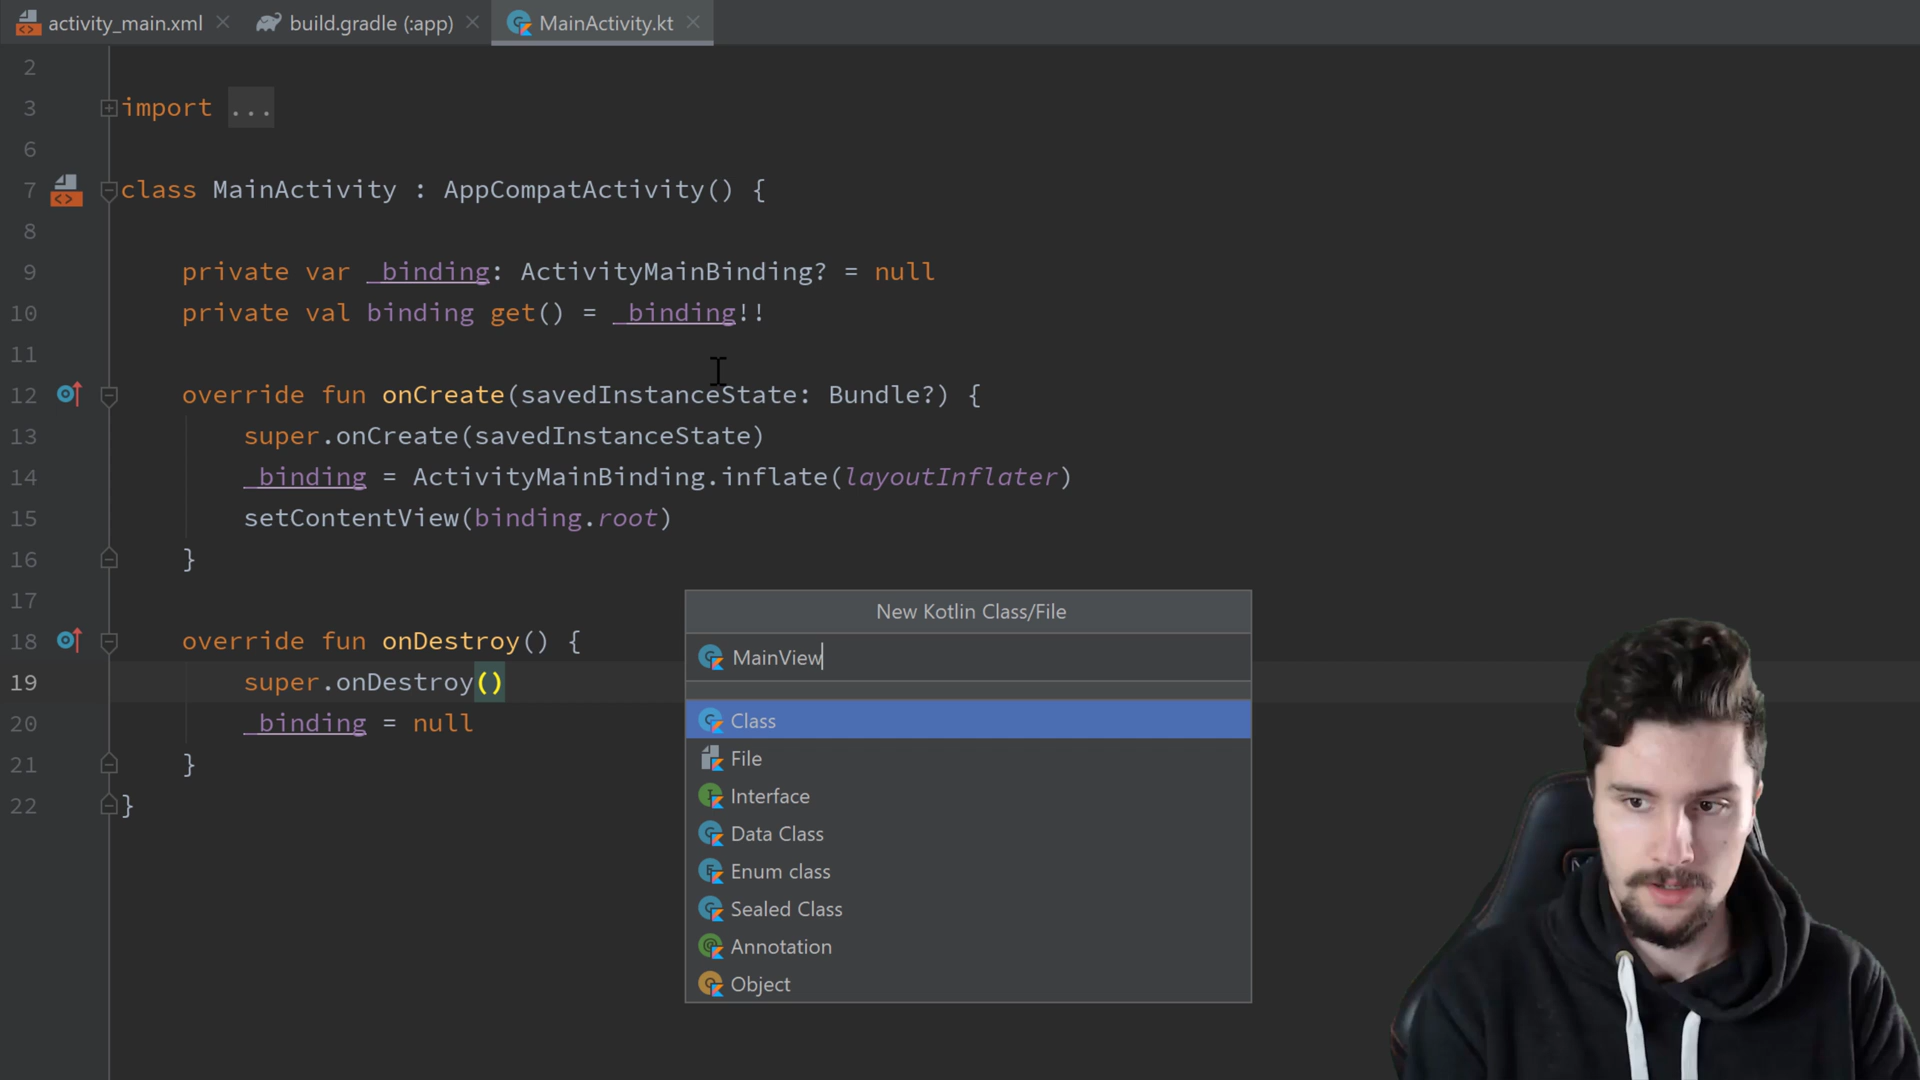 activity_main.xml
build.gradle (:app)
MainActivity.kt
2
3 import ...
6
7 class MainActivity : AppCompatActivity() {
8
9 private var _binding: ActivityMainBinding? = null
10 private val binding get() = _binding!!
11
12 override fun onCreate(savedInstanceState: Bundle?) {
13 super.onCreate(savedInstanceState)
14 _binding = ActivityMainBinding.inflate(layoutInflater)
15 setContentView(binding.root)
16 }
17
18 override fun onDestroy() {
19 super.onDestroy()
20 _binding = null
21 }
22 }
New Kotlin Class/File
MainView
Class
File
Interface
Data Class
Enum class
Sealed Class
Annotation
Object